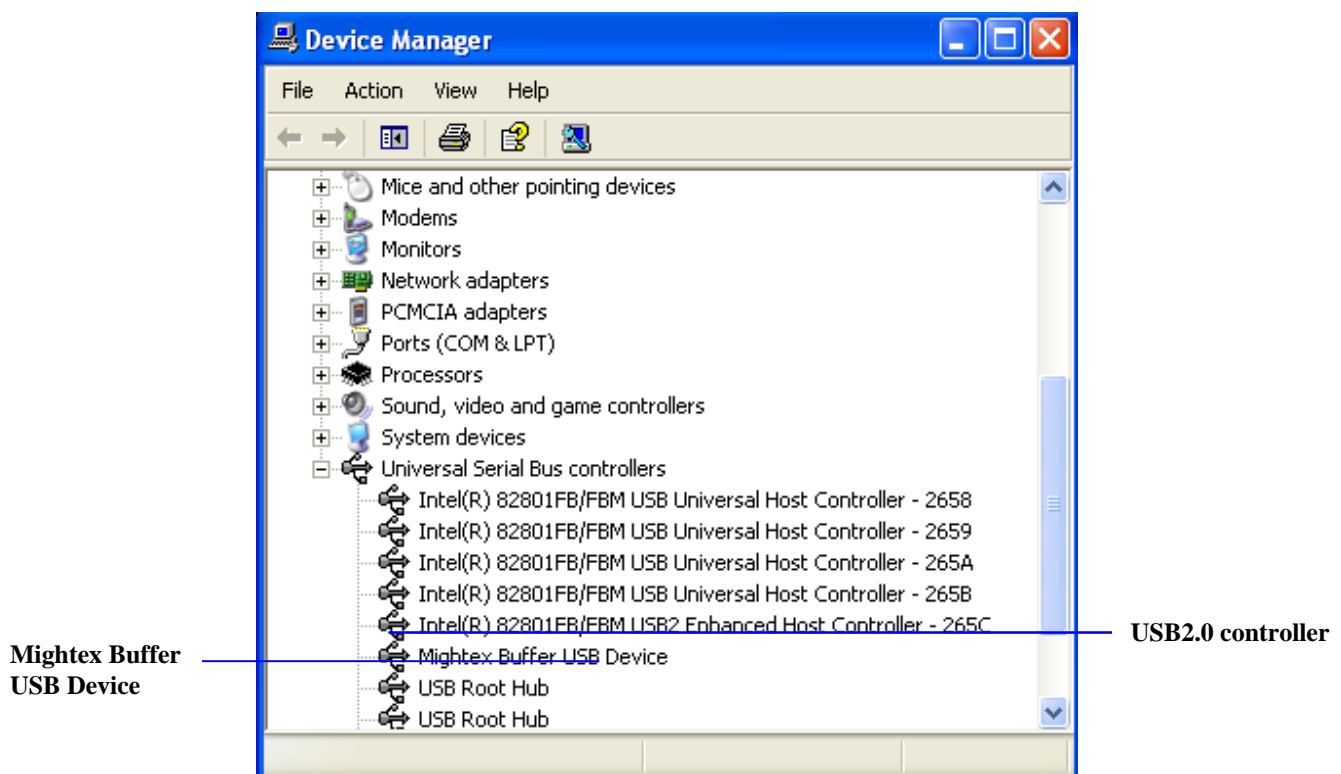 Device Manager
File Action View Help
Mice and other pointing devices
Modems
Monitors
Network adapters
PCMCIA adapters
Ports (COM & LPT)
Processors
Sound, video and game controllers
System devices
Universal Serial Bus controllers
Intel(R) 82801FB/FBM USB Universal Host Controller - 2658
Intel(R) 82801FB/FBM USB Universal Host Controller - 2659
Intel(R) 82801FB/FBM USB Universal Host Controller - 265A
Intel(R) 82801FB/FBM USB Universal Host Controller - 265B
Intel(R) 82801FB/FBM USB2 Enhanced Host Controller - 265C
USB2.0 controller
Mightex Buffer
USB Device
Mightex Buffer USB Device
USB Root Hub
USB Root Hub